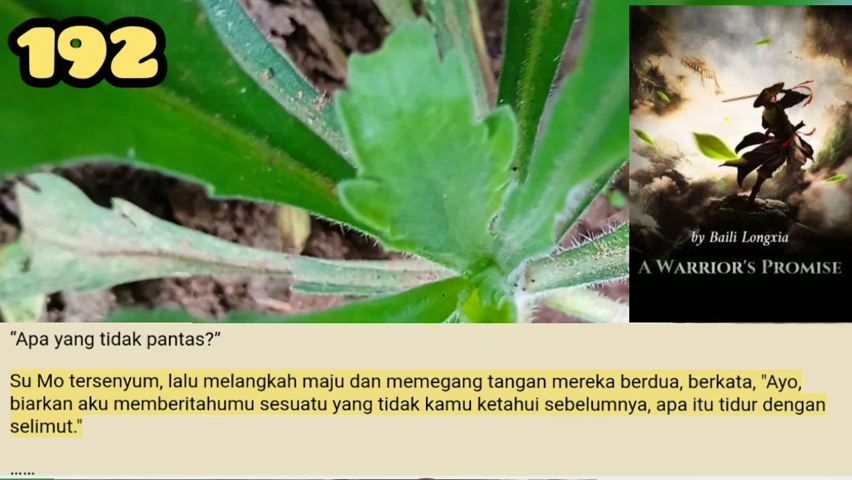 192
by Baili Longxia
A WARRIOR'S PROMISE
“Apa yang tidak pantas?”
Su Mo tersenyum, lalu melangkah maju dan memegang tangan mereka berdua, berkata, "Ayo,
biarkan aku memberitahumu sesuatu yang tidak kamu ketahui sebelumnya, apa itu tidur dengan
selimut."
......